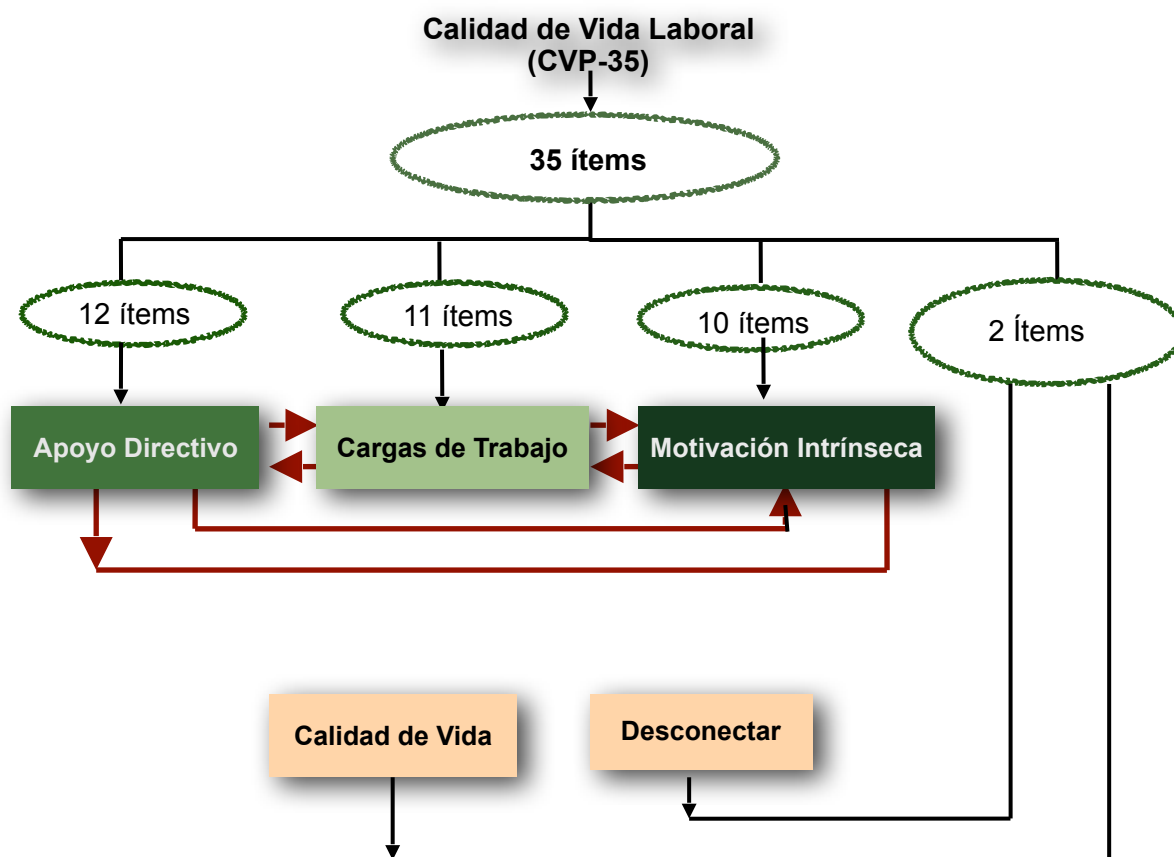 Calidad de Vida Laboral
(CVP-35)
35 ítems
12 ítems
11 ítems
10 ítems
2 Ítems
Apoyo Directivo
Cargas de Trabajo
Motivación Intrínseca
Calidad de Vida
Desconectar